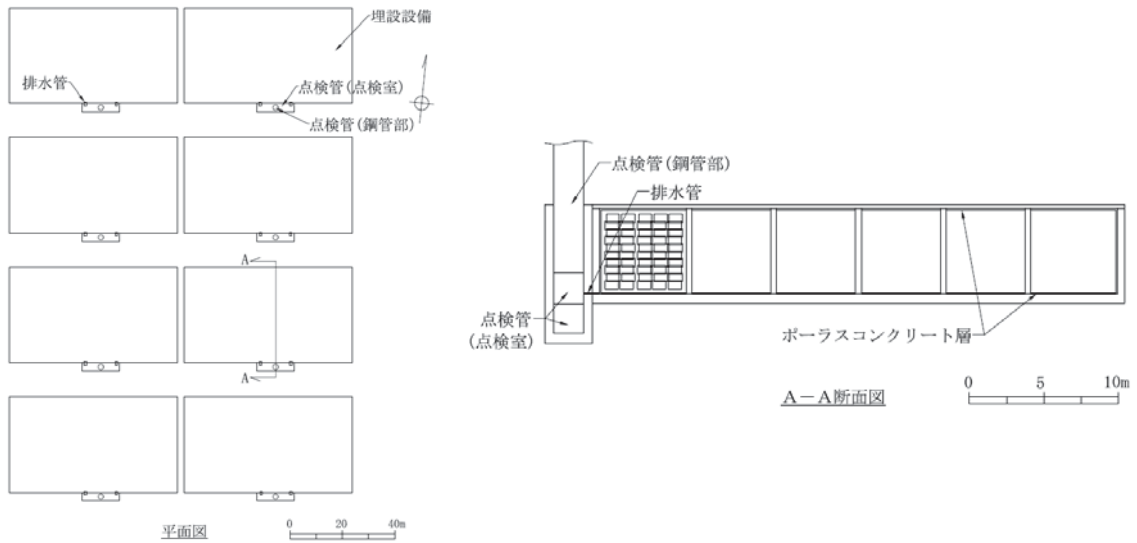 埋設設備
排水管
点検管(点検室)
点検管(鋼管部)
A
A
平面図
0 20 40m
点検管(鋼管部)
排水管
点検管
(点検室)
ポーラスコンクリート層
A－A断面図
0 5 10m